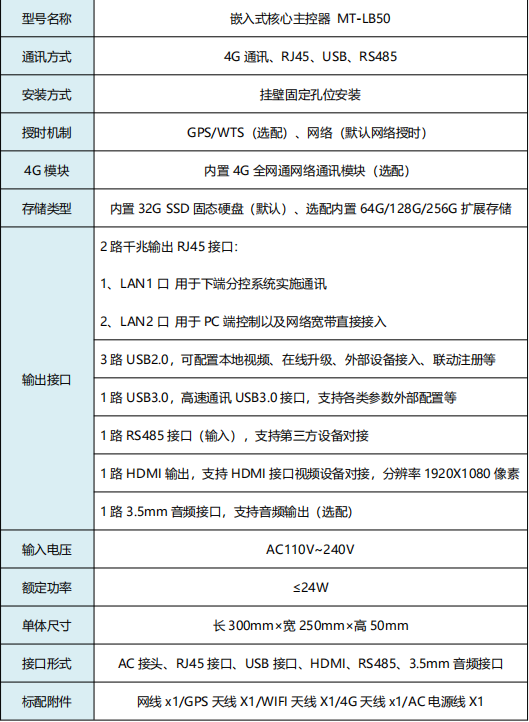 型号名称
嵌入式核心主控器 MT-LB50
通讯方式
4G 通讯、RJ45、USB、RS485
安装方式
挂壁固定孔位安装
授时机制
GPS/WTS（选配）、网络（默认网络授时）
4G 模块
内置 4G 全网通网络通讯模块（选配）
存储类型
内置 32G SSD 固态硬盘（默认）、选配内置 64G/128G/256G 扩展存储
输出接口
2 路千兆输出 RJ45 接口：
1、LAN1 口 用于下端分控系统实施通讯
2、LAN2 口 用于 PC 端控制以及网络宽带直接接入
3 路 USB2.0，可配置本地视频、在线升级、外部设备接入、联动注册等
1 路 USB3.0，高速通讯 USB3.0 接口，支持各类参数外部配置等
1 路 RS485 接口（输入），支持第三方设备对接
1 路 HDMI 输出，支持 HDMI 接口视频设备对接，分辨率 1920X1080 像素
1 路 3.5mm 音频接口，支持音频输出（选配）
输入电压
AC110V~240V
额定功率
≤24W
单体尺寸
长 300mm×宽 250mm×高 50mm
接口形式
AC 接头、RJ45 接口、USB 接口、HDMI、RS485、3.5mm 音频接口
标配附件
网线 x1/GPS 天线 X1/WIFI 天线 X1/4G 天线 x1/AC 电源线 X1